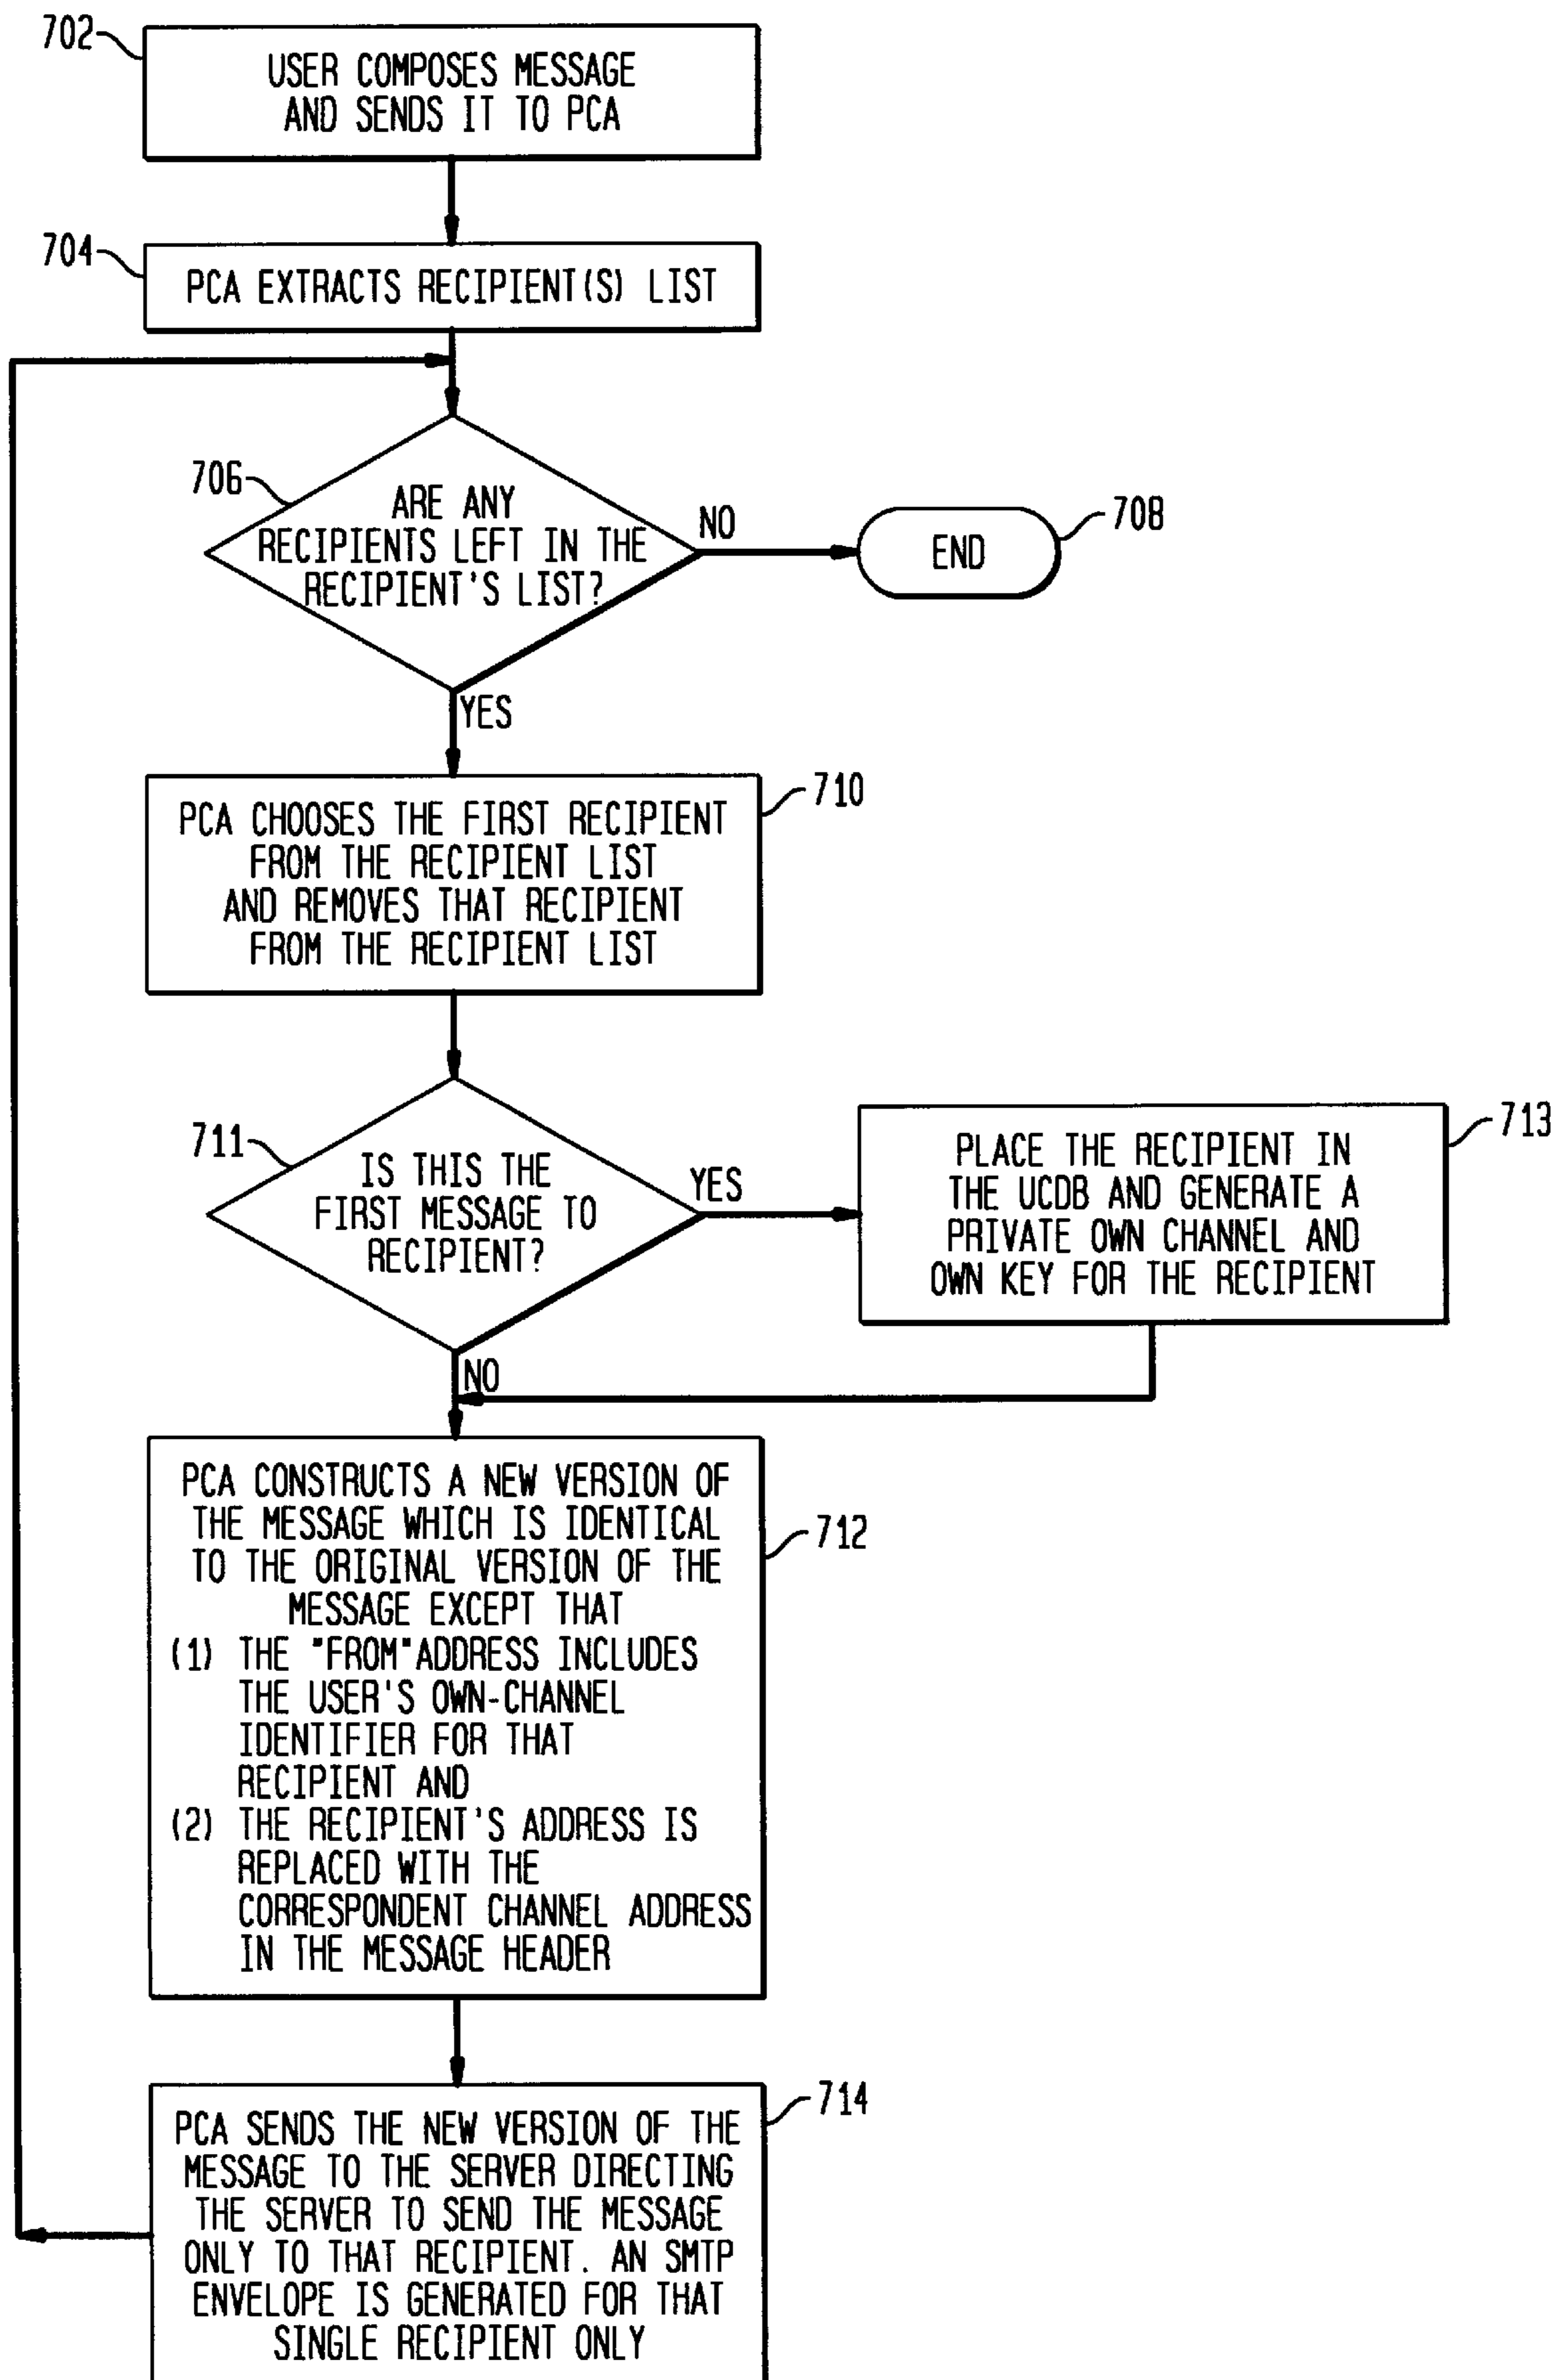 702
USER COMPOSES MESSAGE
AND SENDS IT TO PCA
704
PCA EXTRACTS RECIPIENT(S) LIST
706
ARE ANY
RECIPIENTS LEFT IN THE
RECIPIENT'S LIST?
NO
END
708
YES
710
PCA CHOOSES THE FIRST RECIPIENT
FROM THE RECIPIENT LIST
AND REMOVES THAT RECIPIENT
FROM THE RECIPIENT LIST
711
IS THIS THE
FIRST MESSAGE TO
RECIPIENT?
YES
713
PLACE THE RECIPIENT IN
THE UCDB AND GENERATE A
PRIVATE OWN CHANNEL AND
OWN KEY FOR THE RECIPIENT
NO
712
PCA CONSTRUCTS A NEW VERSION OF
THE MESSAGE WHICH IS IDENTICAL
TO THE ORIGINAL VERSION OF THE
MESSAGE EXCEPT THAT
(1) THE "FROM"ADDRESS INCLUDES
THE USER'S OWN-CHANNEL
IDENTIFIER FOR THAT
RECIPIENT AND
(2) THE RECIPIENT'S ADDRESS IS
REPLACED WITH THE
CORRESPONDENT CHANNEL ADDRESS
IN THE MESSAGE HEADER
714
PCA SENDS THE NEW VERSION OF THE
MESSAGE TO THE SERVER DIRECTING
THE SERVER TO SEND THE MESSAGE
ONLY TO THAT RECIPIENT. AN SMTP
ENVELOPE IS GENERATED FOR THAT
SINGLE RECIPIENT ONLY